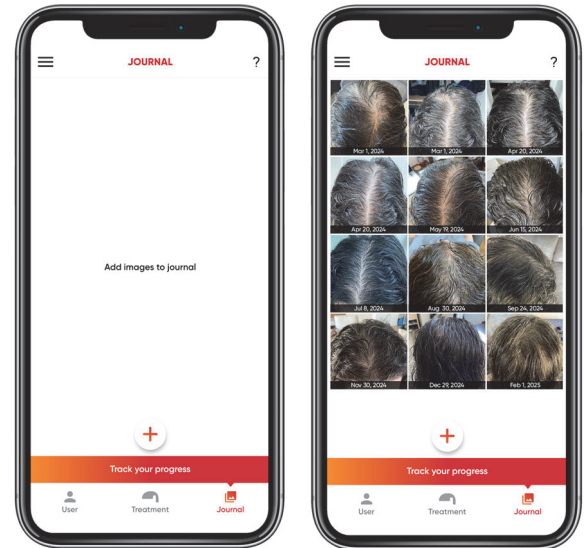 JOURNAL ?
Add images to journal
Track your progress
User Treatment Journal
JOURNAL ?
Mar 1, 2024 Mar 1, 2024 Apr 20, 2024
Apr 20, 2024 May 19, 2024 Jun 15, 2024
Jul 8, 2024 Aug 30, 2024 Sep 24, 2024
Nov 30, 2024 Dec 29, 2024 Feb 1, 2025
Track your progress
User Treatment Journal